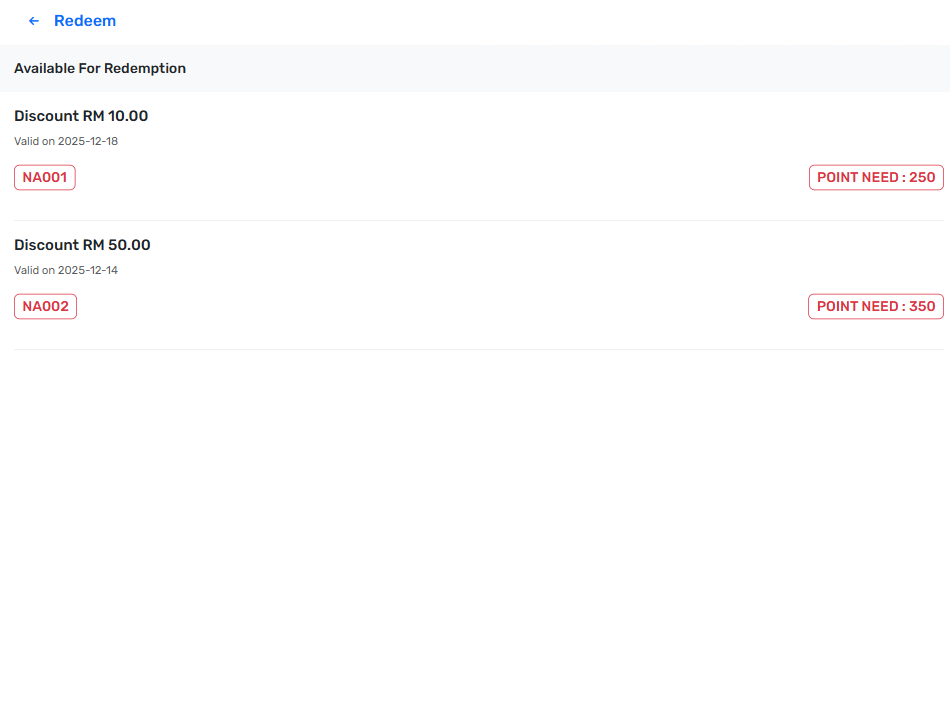 ← Redeem
Available For Redemption
Discount RM 10.00
Valid on 2025-12-18
NA001 POINT NEED : 250
Discount RM 50.00
Valid on 2025-12-14
NA002 POINT NEED : 350